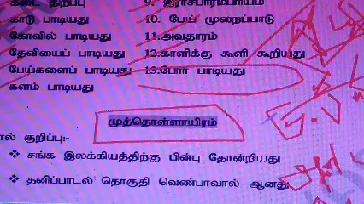 காடு பாடியது 10. பேய் முறைப்பாடு
கோவில் பாடியது 11.அவதாரம்
தேவியைப் பாடியது 12.காளிக்கு கூளி கூறியது
பேய்களைப் பாடியது 13.போர் பாடியது
களம் பாடியது
முத்தொள்ளாயிரம்
ால் குறிப்பு:-
❖ சங்க இலக்கியத்திற்கு பின்பு தோன்றியது
❖ தனிப்பாடல் தொகுதி வெண்பாவால் ஆனது